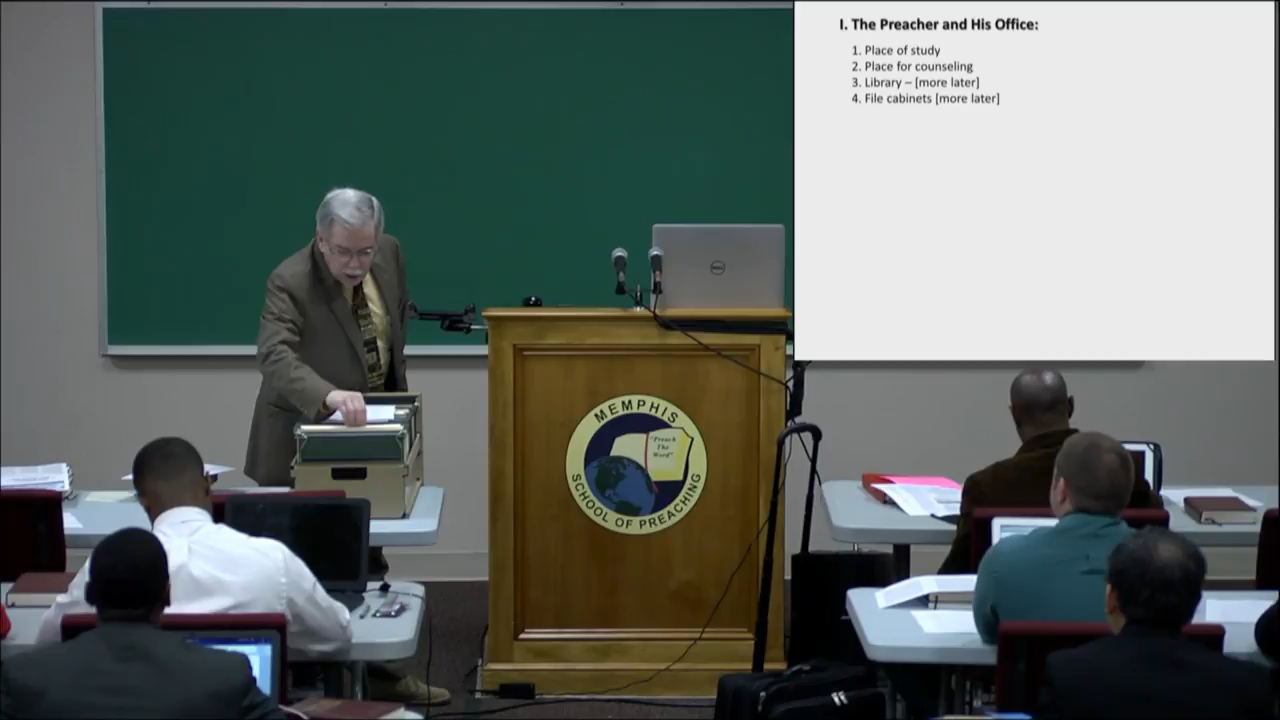 I. The Preacher and His Office:
1. Place of study
2. Place for counseling
3. Library – [more later]
4. File cabinets [more later]
DELL
MEMPHIS
"Preach
The
Word"
SCHOOL OF PREACHING